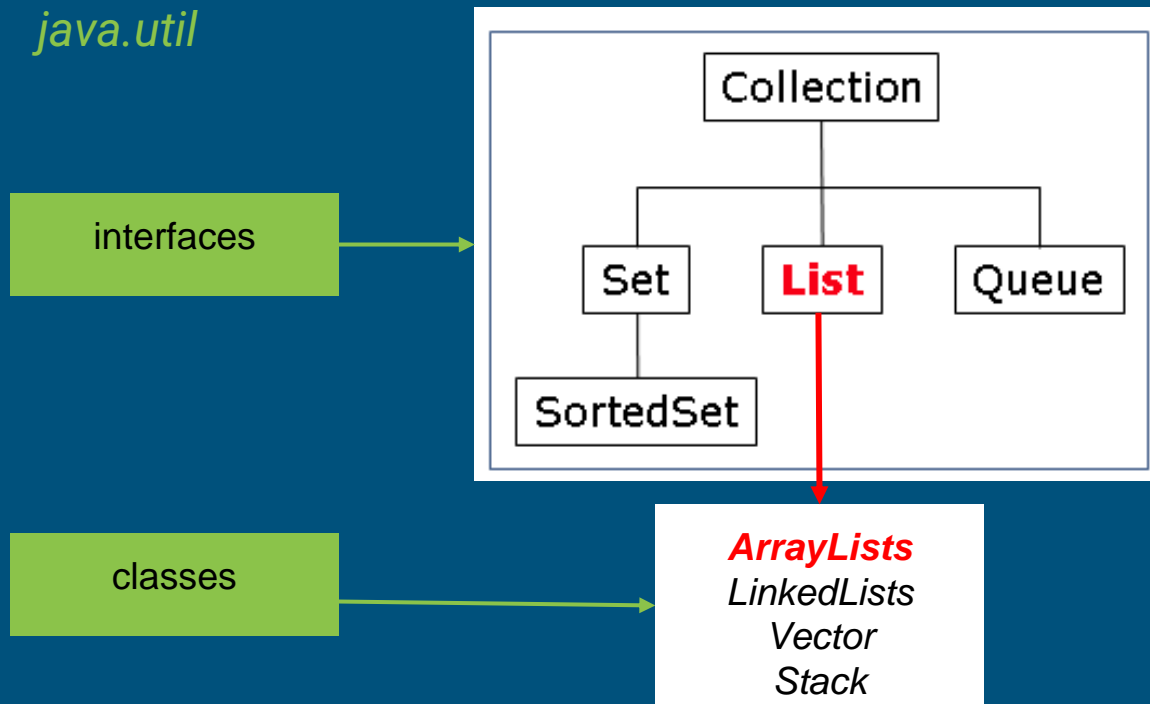 java.util
Collection
interfaces
Set
List
Queue
SortedSet
classes
ArrayLists
LinkedLists
Vector
Stack